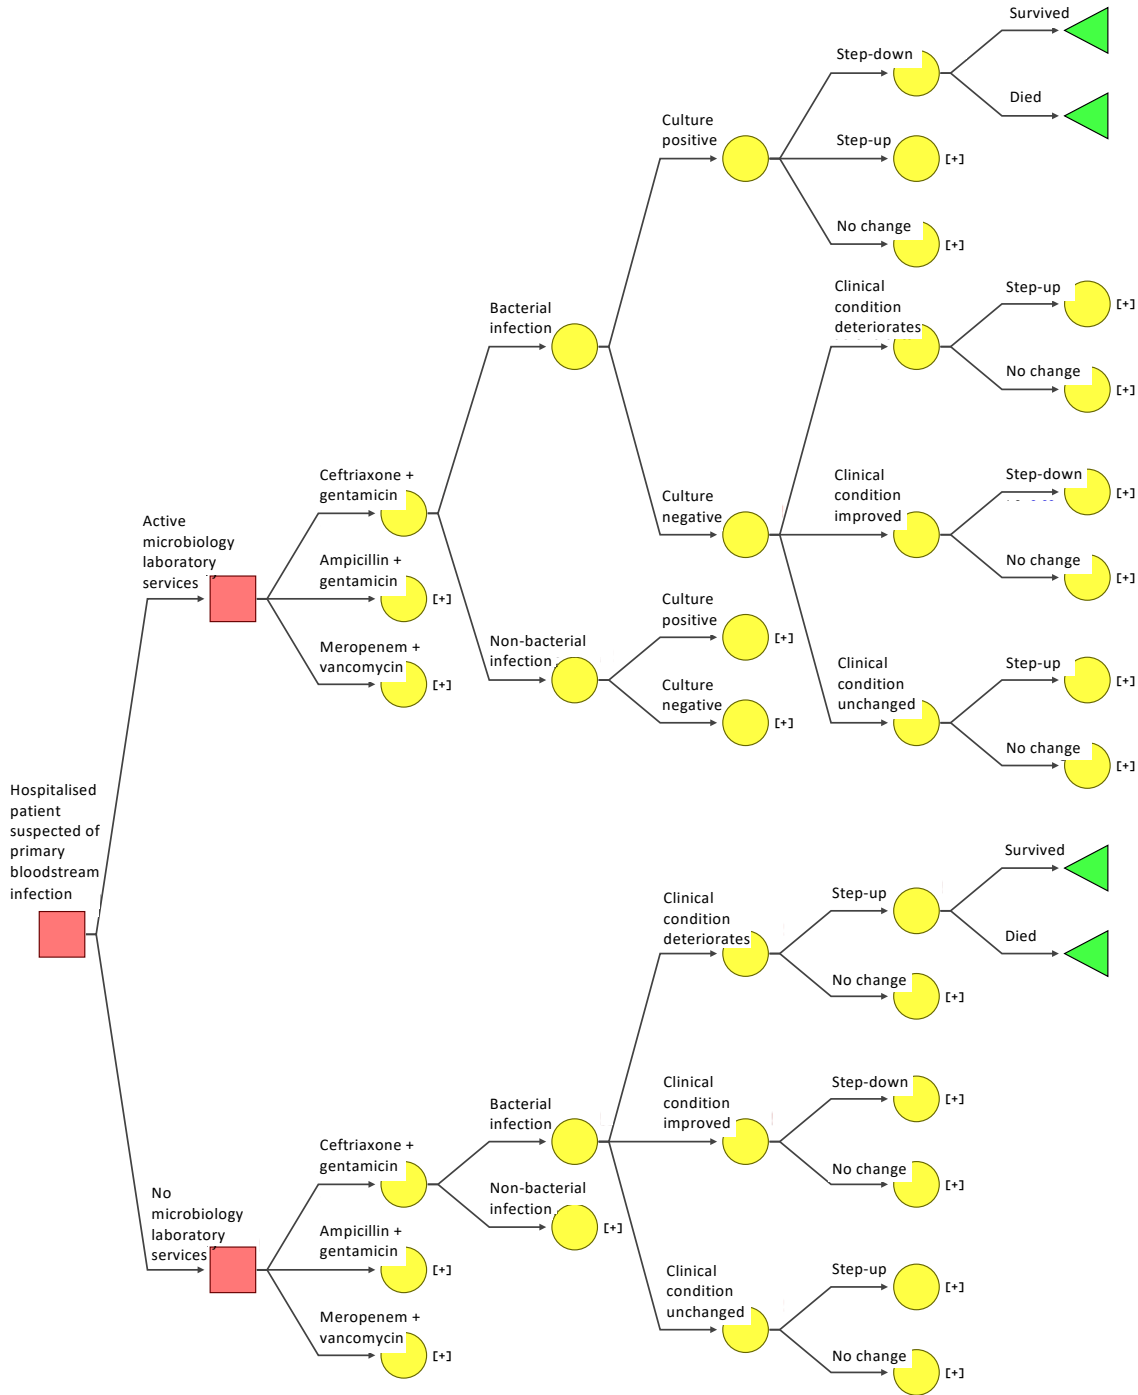 Survived
Step-down
Died
Culture
positive
Step-up
[+]
No change
[+]
Clinical
condition
deteriorates
Step-up
[+]
No change
[+]
Bacterial
infection
Ceftriaxone +
gentamicin
Culture
negative
Clinical
condition
improved
Step-down
[+]
No change
[+]
Active
microbiology
laboratory
services
Ampicillin +
gentamicin
[+]
Meropenem +
vancomycin
[+]
Non-bacterial
infection
Culture
positive
[+]
Culture
negative
[+]
Clinical
condition
unchanged
Step-up
[+]
No change
[+]
Hospitalised
patient
suspected of
primary
bloodstream
infection
Survived
Step-up
Died
Clinical
condition
deteriorates
No change
[+]
Clinical
condition
improved
Step-down
[+]
No change
[+]
Bacterial
infection
Ceftriaxone +
gentamicin
Non-bacterial
infection
[+]
No
microbiology
laboratory
services
Ampicillin +
gentamicin
[+]
Meropenem +
vancomycin
[+]
Clinical
condition
unchanged
Step-up
[+]
No change
[+]